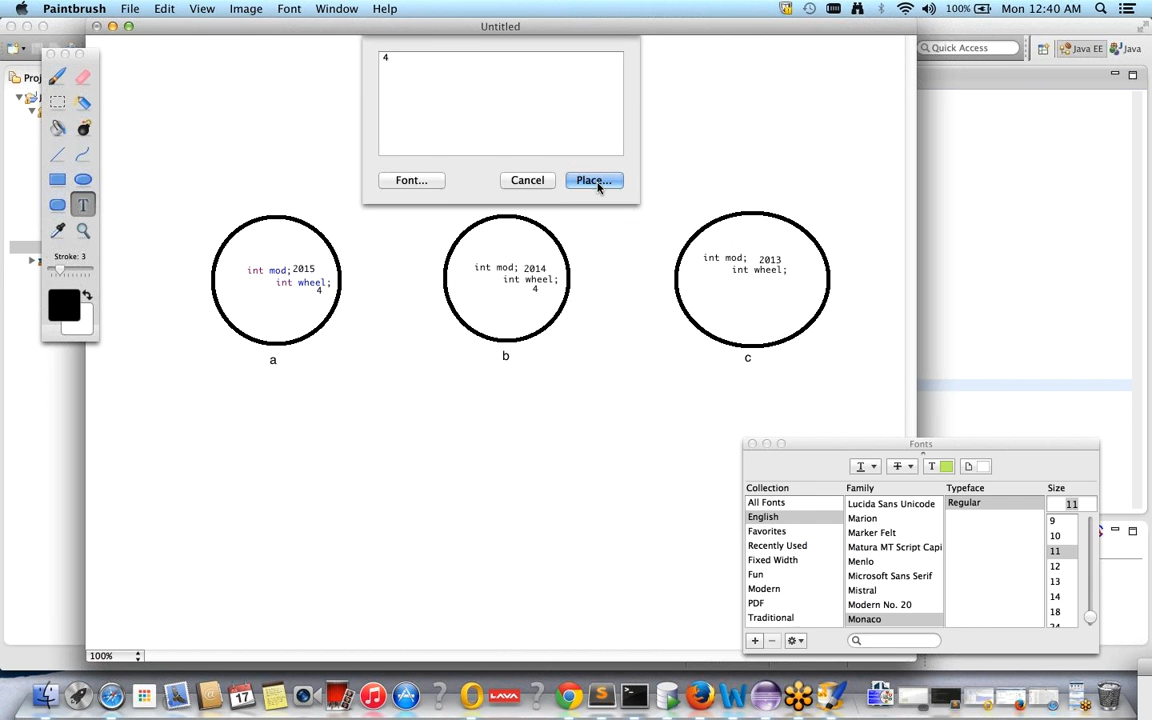 Paintbrush File Edit View Image Font Window Help
100% Mon 12:40 AM
Untitled
Quick Access
Java EE
Java
Proj
4
Font... Cancel Place...
Stroke: 3
int mod; 2015
int wheel;
4
a
int mod; 2014
int wheel;
4
b
int mod; 2013
int wheel;
c
100%
Fonts
T T T
Collection Family Typeface Size
All Fonts
English
Favorites
Recently Used
Fixed Width
Fun
Modern
PDF
Traditional
Lucida Sans Unicode
Marion
Marker Felt
Matura MT Script Capi
Menlo
Microsoft Sans Serif
Mistral
Modern No. 20
Monaco
Regular
11
9
10
11
12
13
14
18
24
17
LAVA